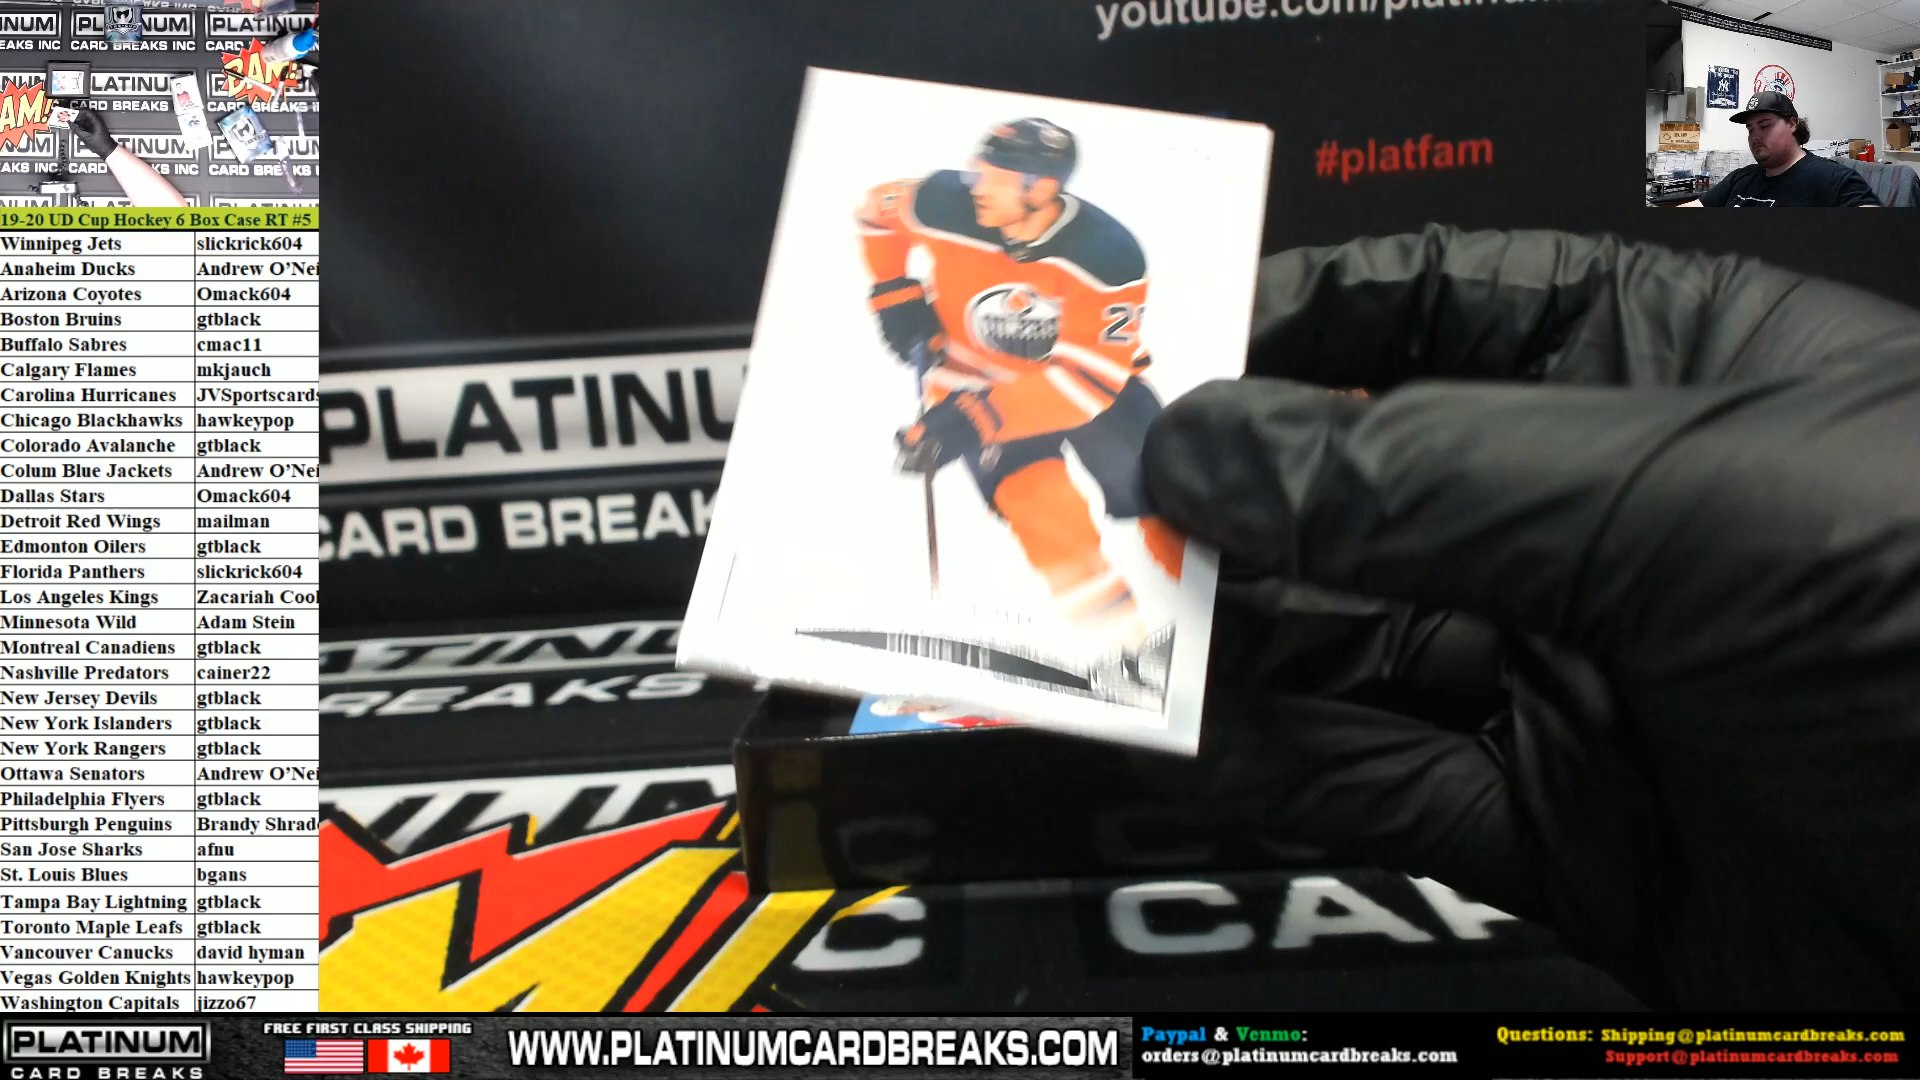 19-20 UD Cup Hockey 6 Box Case RT #5
Winnipeg Jets slickrick604
Anaheim Ducks Andrew O'Nei
Arizona Coyotes Omack604
Boston Bruins gtblack
Buffalo Sabres cmac11
Calgary Flames mkjauch
Carolina Hurricanes JVSportscards
Chicago Blackhawks hawkeypop
Colorado Avalanche gtblack
Colum Blue Jackets Andrew O'Nei
Dallas Stars Omack604
Detroit Red Wings mailman
Edmonton Oilers gtblack
Florida Panthers slickrick604
Los Angeles Kings Zacariah Cool
Minnesota Wild Adam Stein
Montreal Canadiens gtblack
Nashville Predators cainer22
New Jersey Devils gtblack
New York Islanders gtblack
New York Rangers gtblack
Ottawa Senators Andrew O'Nei
Philadelphia Flyers gtblack
Pittsburgh Penguins Brandy Shrad
San Jose Sharks afnu
St. Louis Blues bgans
Tampa Bay Lightning gtblack
Toronto Maple Leafs gtblack
Vancouver Canucks david hyman
Vegas Golden Knights hawkeypop
Washington Capitals jizzo67
youtube.com/platinum
#platfam
PLATINU
CARD BREAK
OILERS
2
C CAR
PLATINUM
CARD BREAKS
FREE FIRST CLASS SHIPPING
WWW.PLATINUMCARDBREAKS.COM
Paypal & Venmo:
orders@platinumcardbreaks.com
Questions: Shipping@platinumcardbreaks.com
Support@platinumcardbreaks.com